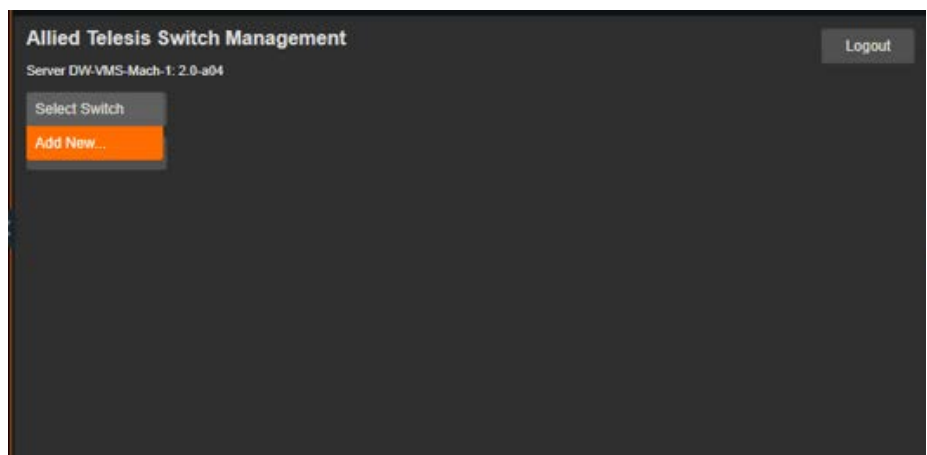 Allied Telesis Switch Management
Logout
Server DW-VMS-Mach-1: 2.0-a04
Select Switch
Add New...